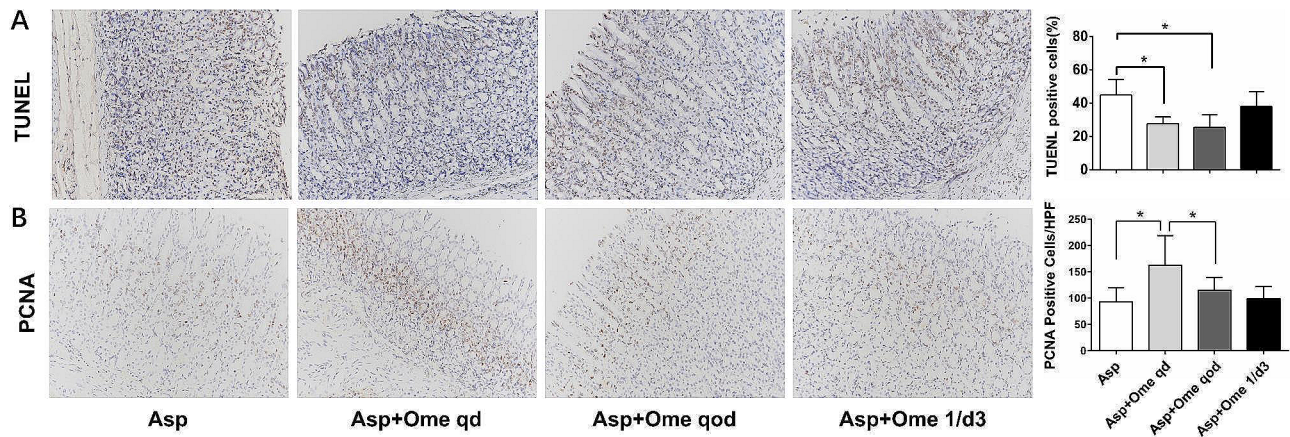 A
TUNEL
TUENL positive cells(%)
80
60
40
20
0
*
*
B
PCNA
PCNA Positive Cells/HPF
250
200
150
100
50
0
*
*
Asp
Asp+Ome qd
Asp+Ome qod
Asp+Ome 1/d3
Asp
Asp+Ome qd
Asp+Ome qod
Asp+Ome 1/d3